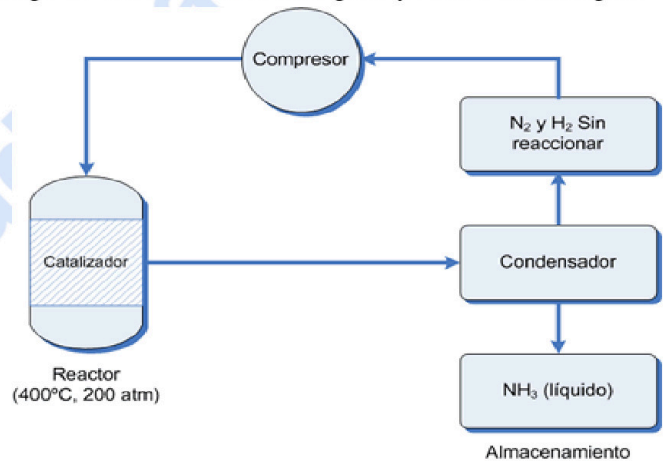 Compresor
N₂ y H₂ Sin
reaccionar
Catalizador
Condensador
Reactor
(400ºC, 200 atm)
NH₃ (líquido)
Almacenamiento